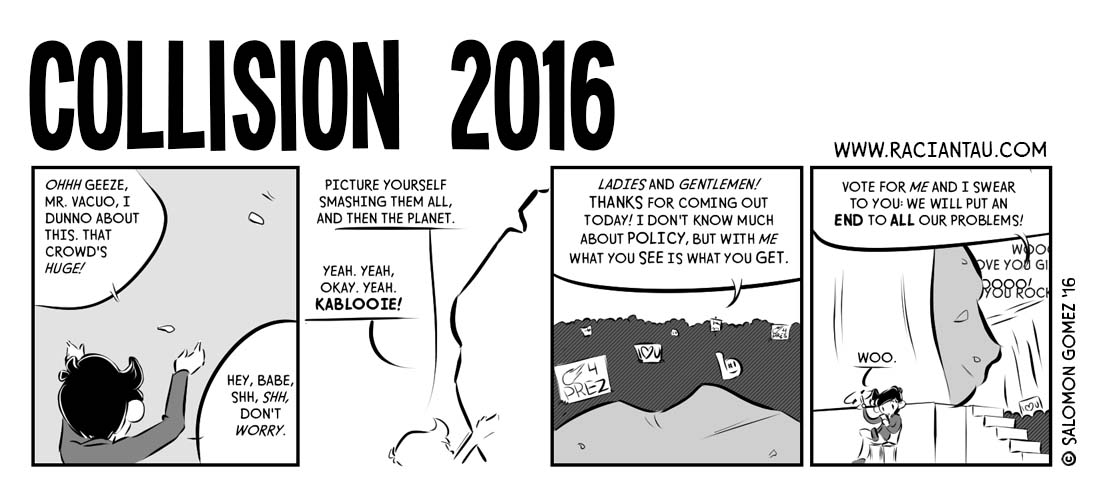 COLLISION 2016
WWW.RACIANTAU.COM
OHHH GEEZE,
MR. VACUO, I
DUNNO ABOUT
THIS. THAT
CROWD'S
HUGE!
HEY, BABE,
SHH, SHH,
DON'T
WORRY.
PICTURE YOURSELF
SMASHING THEM ALL,
AND THEN THE PLANET.
YEAH. YEAH,
OKAY. YEAH.
KABLOOIE!
LADIES AND GENTLEMEN!
THANKS FOR COMING OUT
TODAY! I DON'T KNOW MUCH
ABOUT POLICY, BUT WITH ME
WHAT YOU SEE IS WHAT YOU GET.
I♥U
4
PREZ
VOTE FOR ME AND I SWEAR
TO YOU: WE WILL PUT AN
END TO ALL OUR PROBLEMS!
YOU
YOU ROCK
WOO.
I♥U
© SALOMON GOMEZ '16